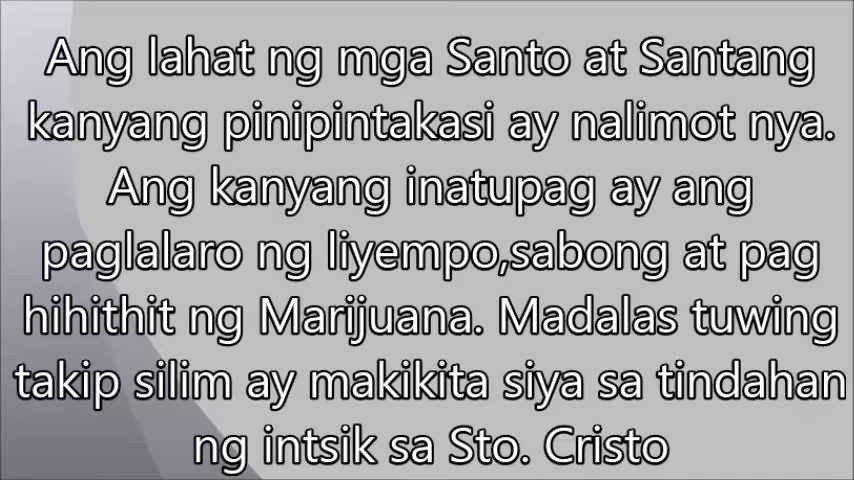 Ang lahat ng mga Santo at Santang
kanyang pinipintakasi ay nalimot nya.
Ang kanyang inatupag ay ang
paglalaro ng liyempo,sabong at pag
hihithit ng Marijuana. Madalas tuwing
takip silim ay makikita siya sa tindahan
ng intsik sa Sto. Cristo